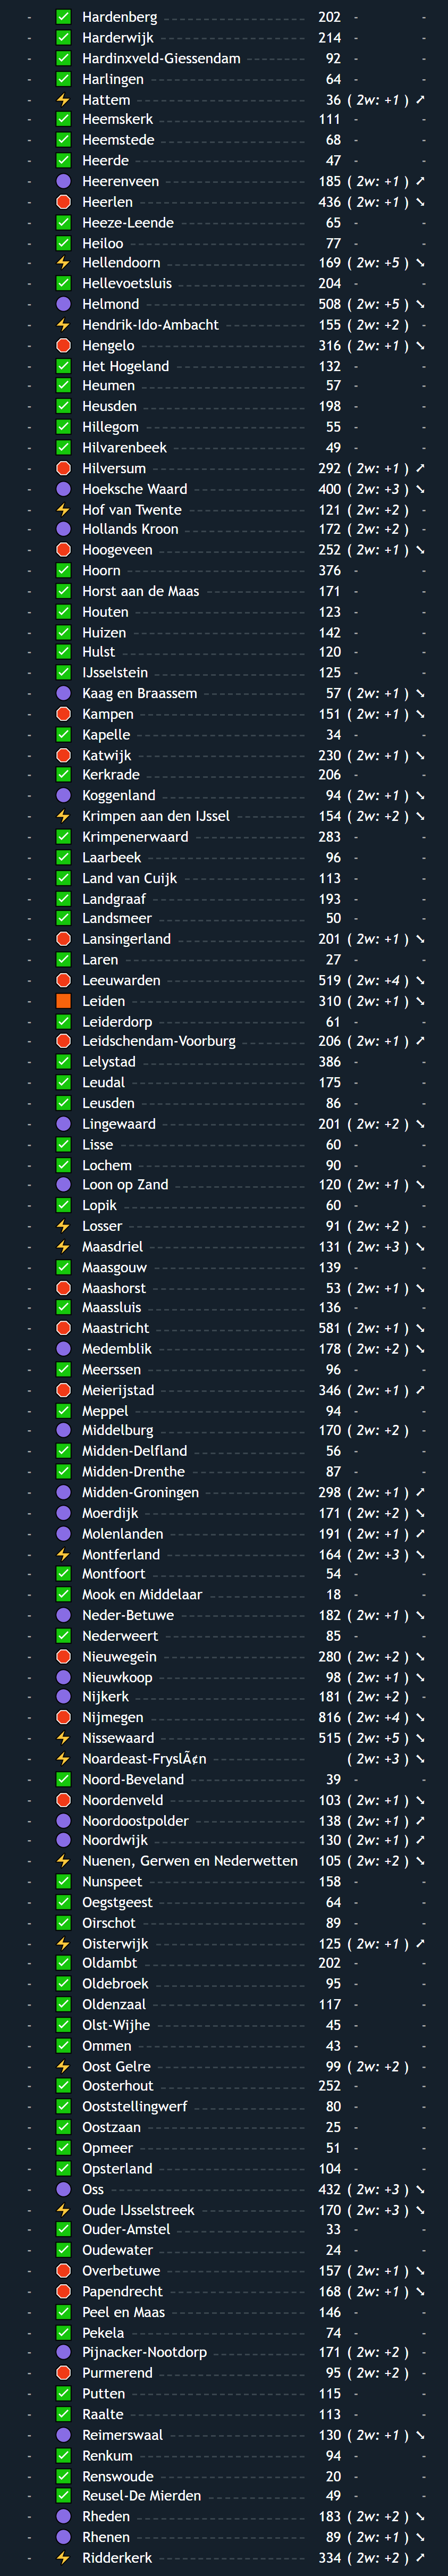 - ✅ Hardenberg 202 - -
- ✅ Harderwijk 214 - -
- ✅ Hardinxveld-Giessendam 92 - -
- ✅ Harlingen 64 - -
- ⚡ Hattem 36 ( 2w: +1 ) ➚
- ✅ Heemskerk 111 - -
- ✅ Heemstede 68 - -
- ✅ Heerde 47 - -
- 🟣 Heerenveen 185 ( 2w: +1 ) ➚
- 🛑 Heerlen 436 ( 2w: +1 ) ➘
- ✅ Heeze-Leende 65 - -
- ✅ Heiloo 77 - -
- ⚡ Hellendoorn 169 ( 2w: +5 ) ➘
- ✅ Hellevoetsluis 204 - -
- 🟣 Helmond 508 ( 2w: +5 ) ➘
- ⚡ Hendrik-Ido-Ambacht 155 ( 2w: +2 ) -
- 🛑 Hengelo 316 ( 2w: +1 ) ➘
- ✅ Het Hogeland 132 - -
- ✅ Heumen 57 - -
- ✅ Heusden 198 - -
- ✅ Hillegom 55 - -
- ✅ Hilvarenbeek 49 - -
- 🛑 Hilversum 292 ( 2w: +1 ) ➚
- 🟣 Hoeksche Waard 400 ( 2w: +3 ) ➘
- ⚡ Hof van Twente 121 ( 2w: +2 ) -
- 🟣 Hollands Kroon 172 ( 2w: +2 ) -
- 🛑 Hoogeveen 252 ( 2w: +1 ) ➘
- ✅ Hoorn 376 - -
- ✅ Horst aan de Maas 171 - -
- ✅ Houten 123 - -
- ✅ Huizen 142 - -
- ✅ Hulst 120 - -
- ✅ IJsselstein 125 - -
- 🟣 Kaag en Braassem 57 ( 2w: +1 ) ➘
- 🛑 Kampen 151 ( 2w: +1 ) ➘
- ✅ Kapelle 34 - -
- 🛑 Katwijk 230 ( 2w: +1 ) ➘
- ✅ Kerkrade 206 - -
- 🟣 Koggenland 94 ( 2w: +1 ) ➘
- ⚡ Krimpen aan den IJssel 154 ( 2w: +2 ) ➘
- ✅ Krimpenerwaard 283 - -
- ✅ Laarbeek 96 - -
- ✅ Land van Cuijk 113 - -
- ✅ Landgraaf 193 - -
- ✅ Landsmeer 50 - -
- 🛑 Lansingerland 201 ( 2w: +1 ) ➘
- ✅ Laren 27 - -
- 🛑 Leeuwarden 519 ( 2w: +4 ) ➘
- 🟧 Leiden 310 ( 2w: +1 ) ➘
- ✅ Leiderdorp 61 - -
- 🛑 Leidschendam-Voorburg 206 ( 2w: +1 ) ➚
- ✅ Lelystad 386 - -
- ✅ Leudal 175 - -
- ✅ Leusden 86 - -
- 🟣 Lingewaard 201 ( 2w: +2 ) ➘
- ✅ Lisse 60 - -
- ✅ Lochem 90 - -
- 🟣 Loon op Zand 120 ( 2w: +1 ) ➘
- ✅ Lopik 60 - -
- ⚡ Losser 91 ( 2w: +2 ) -
- ⚡ Maasdriel 131 ( 2w: +3 ) ➘
- ✅ Maasgouw 139 - -
- 🛑 Maashorst 53 ( 2w: +1 ) ➘
- ✅ Maassluis 136 - -
- 🛑 Maastricht 581 ( 2w: +1 ) ➘
- 🟣 Medemblik 178 ( 2w: +2 ) ➘
- ✅ Meerssen 96 - -
- 🛑 Meierijstad 346 ( 2w: +1 ) ➚
- ✅ Meppel 94 - -
- 🟣 Middelburg 170 ( 2w: +2 ) -
- ✅ Midden-Delfland 56 - -
- ✅ Midden-Drenthe 87 - -
- 🟣 Midden-Groningen 298 ( 2w: +1 ) ➚
- 🟣 Moerdijk 171 ( 2w: +2 ) ➘
- 🟣 Molenlanden 191 ( 2w: +1 ) ➚
- ⚡ Montferland 164 ( 2w: +3 ) ➘
- ✅ Montfoort 54 - -
- ✅ Mook en Middelaar 18 - -
- 🟣 Neder-Betuwe 182 ( 2w: +1 ) ➘
- ✅ Nederweert 85 - -
- 🛑 Nieuwegein 280 ( 2w: +2 ) ➘
- 🟣 Nieuwkoop 98 ( 2w: +1 ) ➘
- 🟣 Nijkerk 181 ( 2w: +2 ) -
- 🛑 Nijmegen 816 ( 2w: +4 ) ➘
- ⚡ Nissewaard 515 ( 2w: +5 ) ➘
- ⚡ Noardeast-FryslÃ¢n ( 2w: +3 ) ➘
- ✅ Noord-Beveland 39 - -
- 🛑 Noordenveld 103 ( 2w: +1 ) ➘
- 🟣 Noordoostpolder 138 ( 2w: +1 ) ➚
- 🟣 Noordwijk 130 ( 2w: +1 ) ➚
- ⚡ Nuenen, Gerwen en Nederwetten 105 ( 2w: +2 ) ➘
- ✅ Nunspeet 158 - -
- ✅ Oegstgeest 64 - -
- ✅ Oirschot 89 - -
- ⚡ Oisterwijk 125 ( 2w: +1 ) ➚
- ✅ Oldambt 202 - -
- ✅ Oldebroek 95 - -
- ✅ Oldenzaal 117 - -
- ✅ Olst-Wijhe 45 - -
- ✅ Ommen 43 - -
- ⚡ Oost Gelre 99 ( 2w: +2 ) -
- ✅ Oosterhout 252 - -
- ✅ Ooststellingwerf 80 - -
- ✅ Oostzaan 25 - -
- ✅ Opmeer 51 - -
- ✅ Opsterland 104 - -
- 🟣 Oss 432 ( 2w: +3 ) ➘
- ⚡ Oude IJsselstreek 170 ( 2w: +3 ) ➘
- ✅ Ouder-Amstel 33 - -
- ✅ Oudewater 24 - -
- 🛑 Overbetuwe 157 ( 2w: +1 ) ➘
- 🛑 Papendrecht 168 ( 2w: +1 ) ➘
- ✅ Peel en Maas 146 - -
- ✅ Pekela 74 - -
- 🟣 Pijnacker-Nootdorp 171 ( 2w: +2 ) -
- 🛑 Purmerend 95 ( 2w: +2 ) -
- ✅ Putten 115 - -
- ✅ Raalte 113 - -
- 🟣 Reimerswaal 130 ( 2w: +1 ) ➘
- ✅ Renkum 94 - -
- ✅ Renswoude 20 - -
- ✅ Reusel-De Mierden 49 - -
- 🟣 Rheden 183 ( 2w: +2 ) ➘
- 🟣 Rhenen 89 ( 2w: +1 ) ➘
- ⚡ Ridderkerk 334 ( 2w: +2 ) ➚